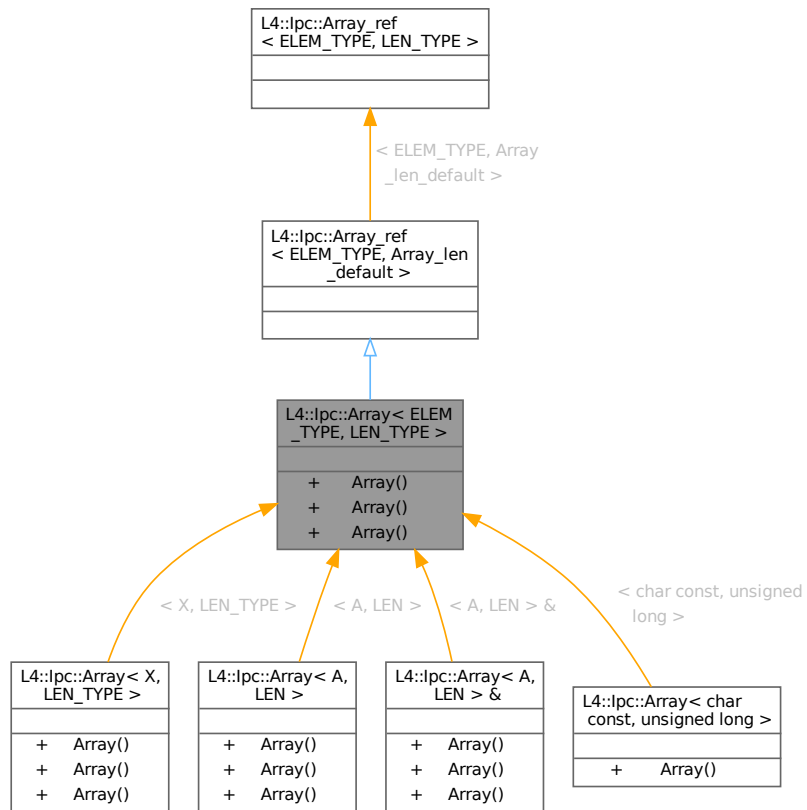 L4::Ipc::Array_ref
< ELEM_TYPE, LEN_TYPE >
< ELEM_TYPE, Array
_len_default >
L4::Ipc::Array_ref
< ELEM_TYPE, Array_len
_default >
L4::Ipc::Array< ELEM
_TYPE, LEN_TYPE >
+ Array()
+ Array()
+ Array()
< X, LEN_TYPE >
< A, LEN >
< A, LEN > &
< char const, unsigned
long >
L4::Ipc::Array< X,
LEN_TYPE >
+ Array()
+ Array()
+ Array()
L4::Ipc::Array< A,
LEN >
+ Array()
+ Array()
+ Array()
L4::Ipc::Array< A,
LEN > &
+ Array()
+ Array()
+ Array()
L4::Ipc::Array< char
const, unsigned long >
+ Array()